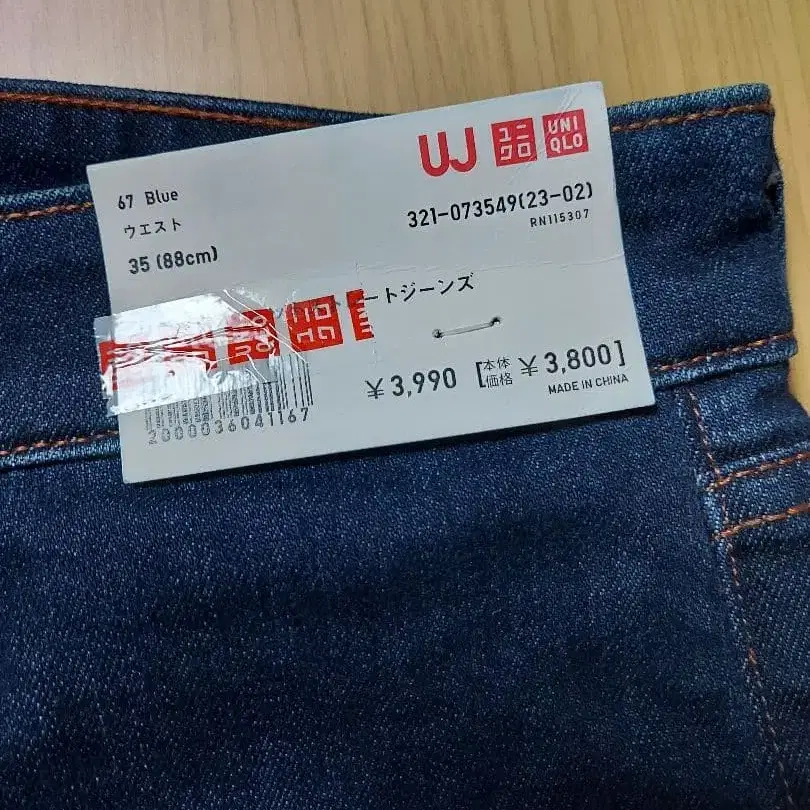 UJ ユニクロ UNIQLO
67 Blue
321-073549(23-02)
ウエスト
RN115307
35 (88cm)
ートジーンズ
¥3,990 [本体価格 ¥3,800]
MADE IN CHINA
2000036041167